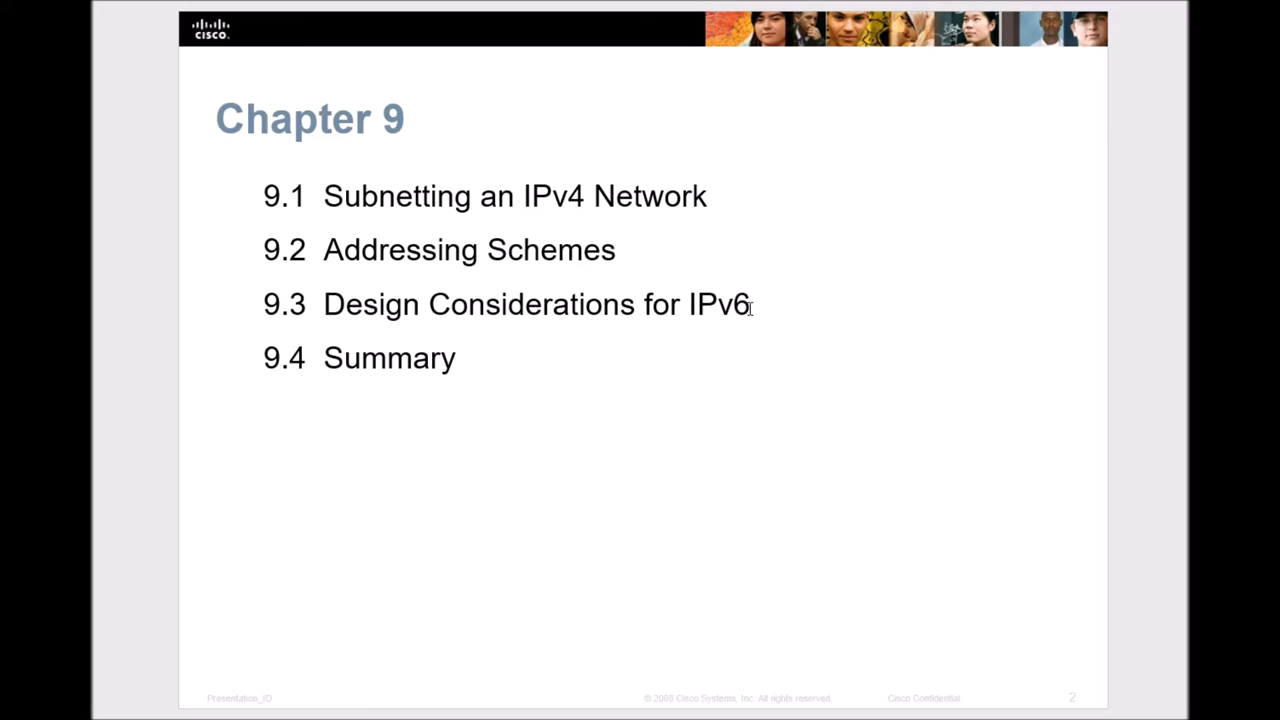 CISCO
Chapter 9
9.1 Subnetting an IPv4 Network
9.2 Addressing Schemes
9.3 Design Considerations for IPv6
9.4 Summary
Presentation_ID © 2008 Cisco Systems, Inc. All rights reserved. Cisco Confidential 2